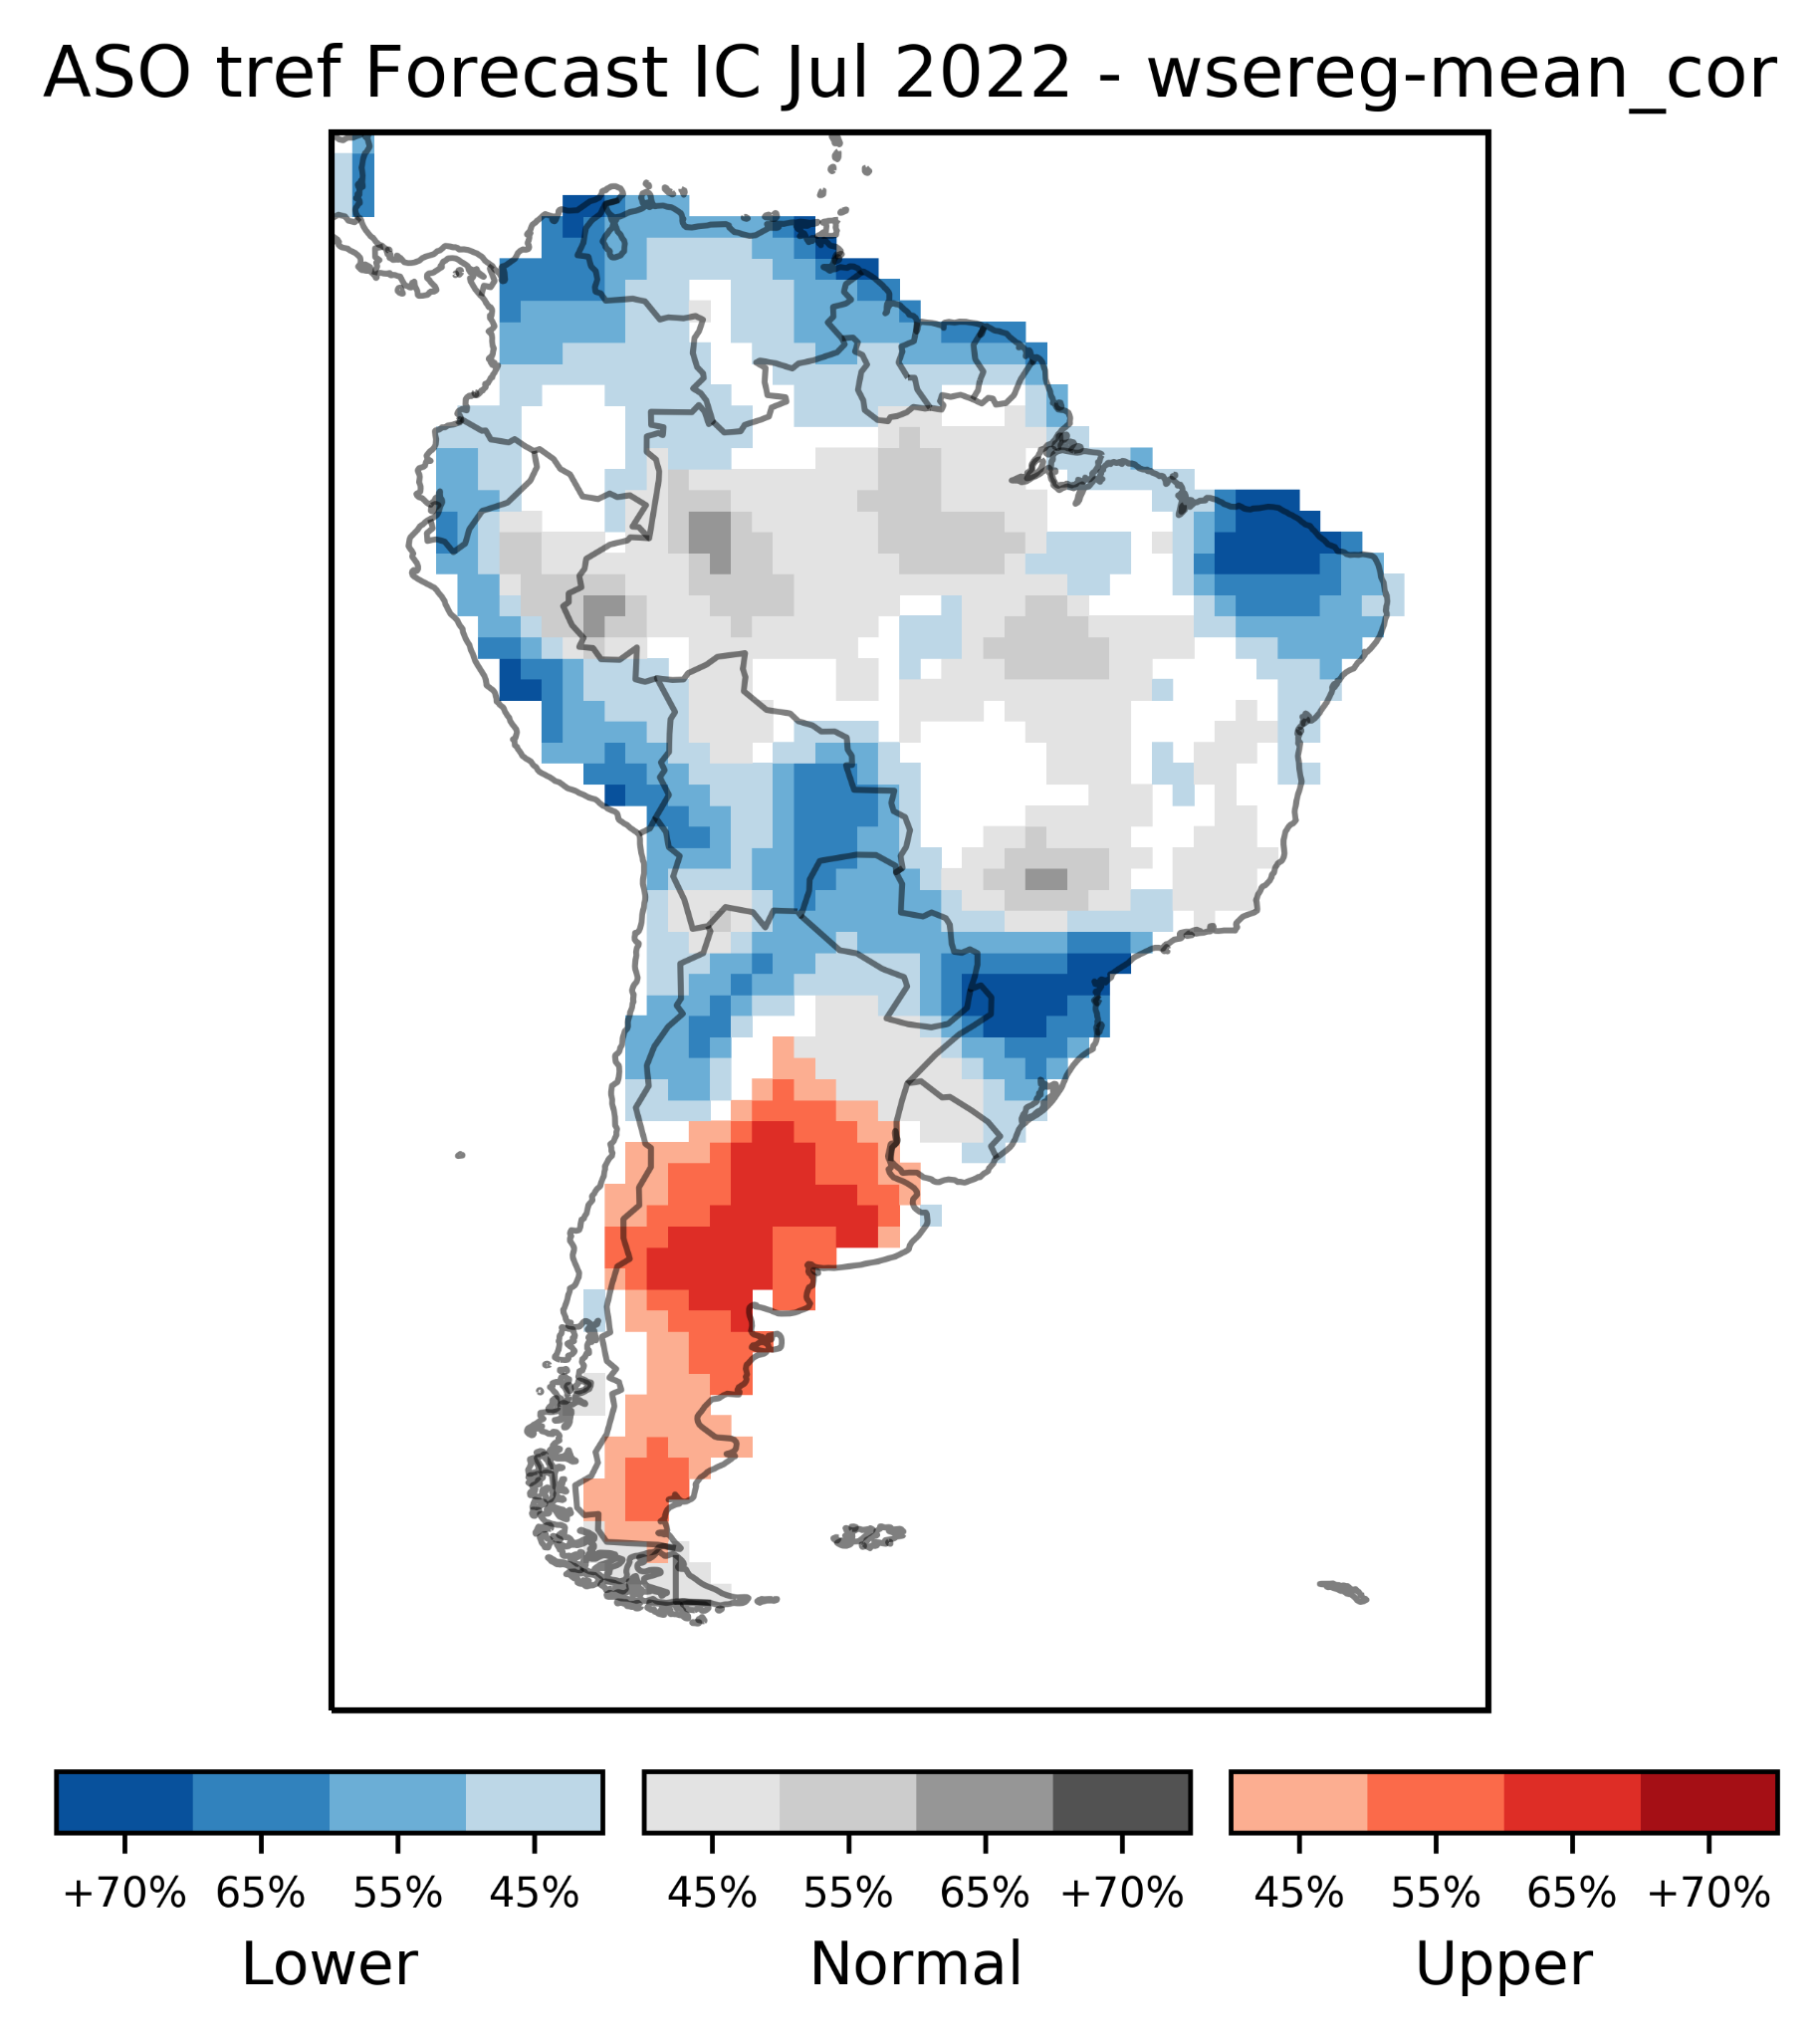 ASO tref Forecast IC Jul 2022 - wsereg-mean_cor
+70% 65% 55% 45% 45% 55% 65% +70% 45% 55% 65% +70%
Lower Normal Upper